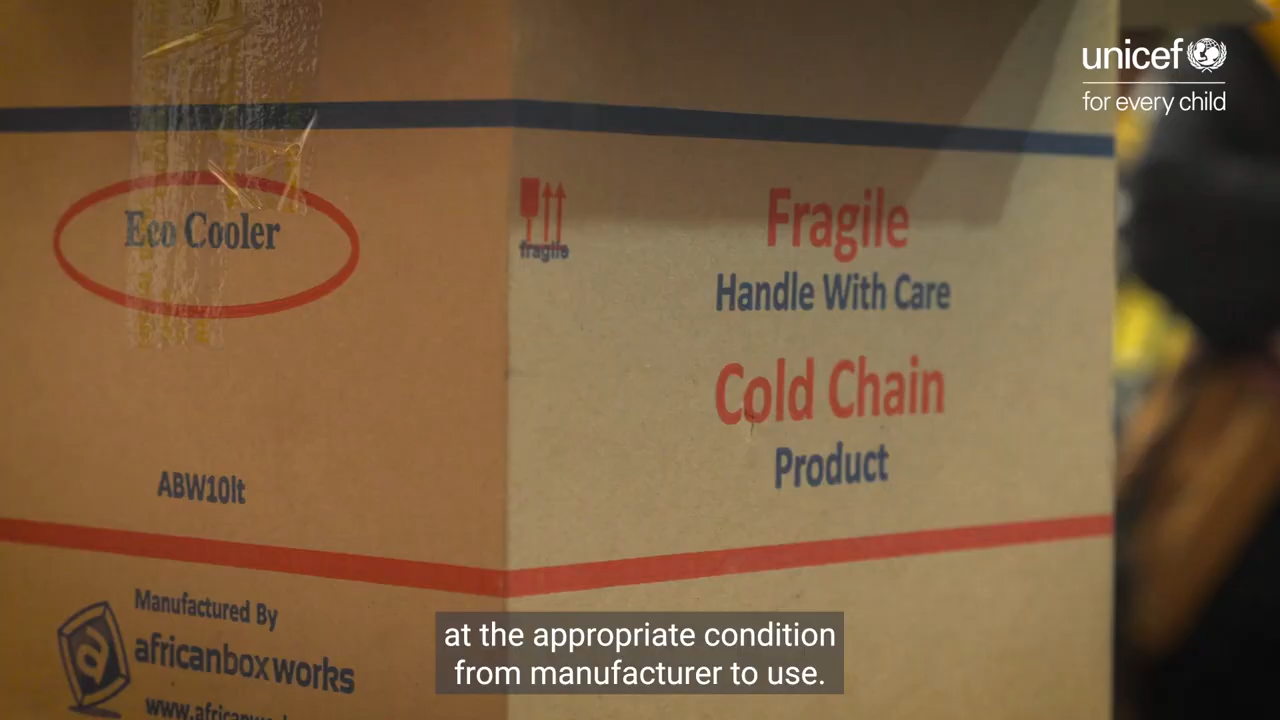 unicef
for every child
Eco Cooler
fragile
Fragile
Handle With Care
Cold Chain
Product
ABW10lt
Manufactured By
africanboxworks
at the appropriate condition
from manufacturer to use.